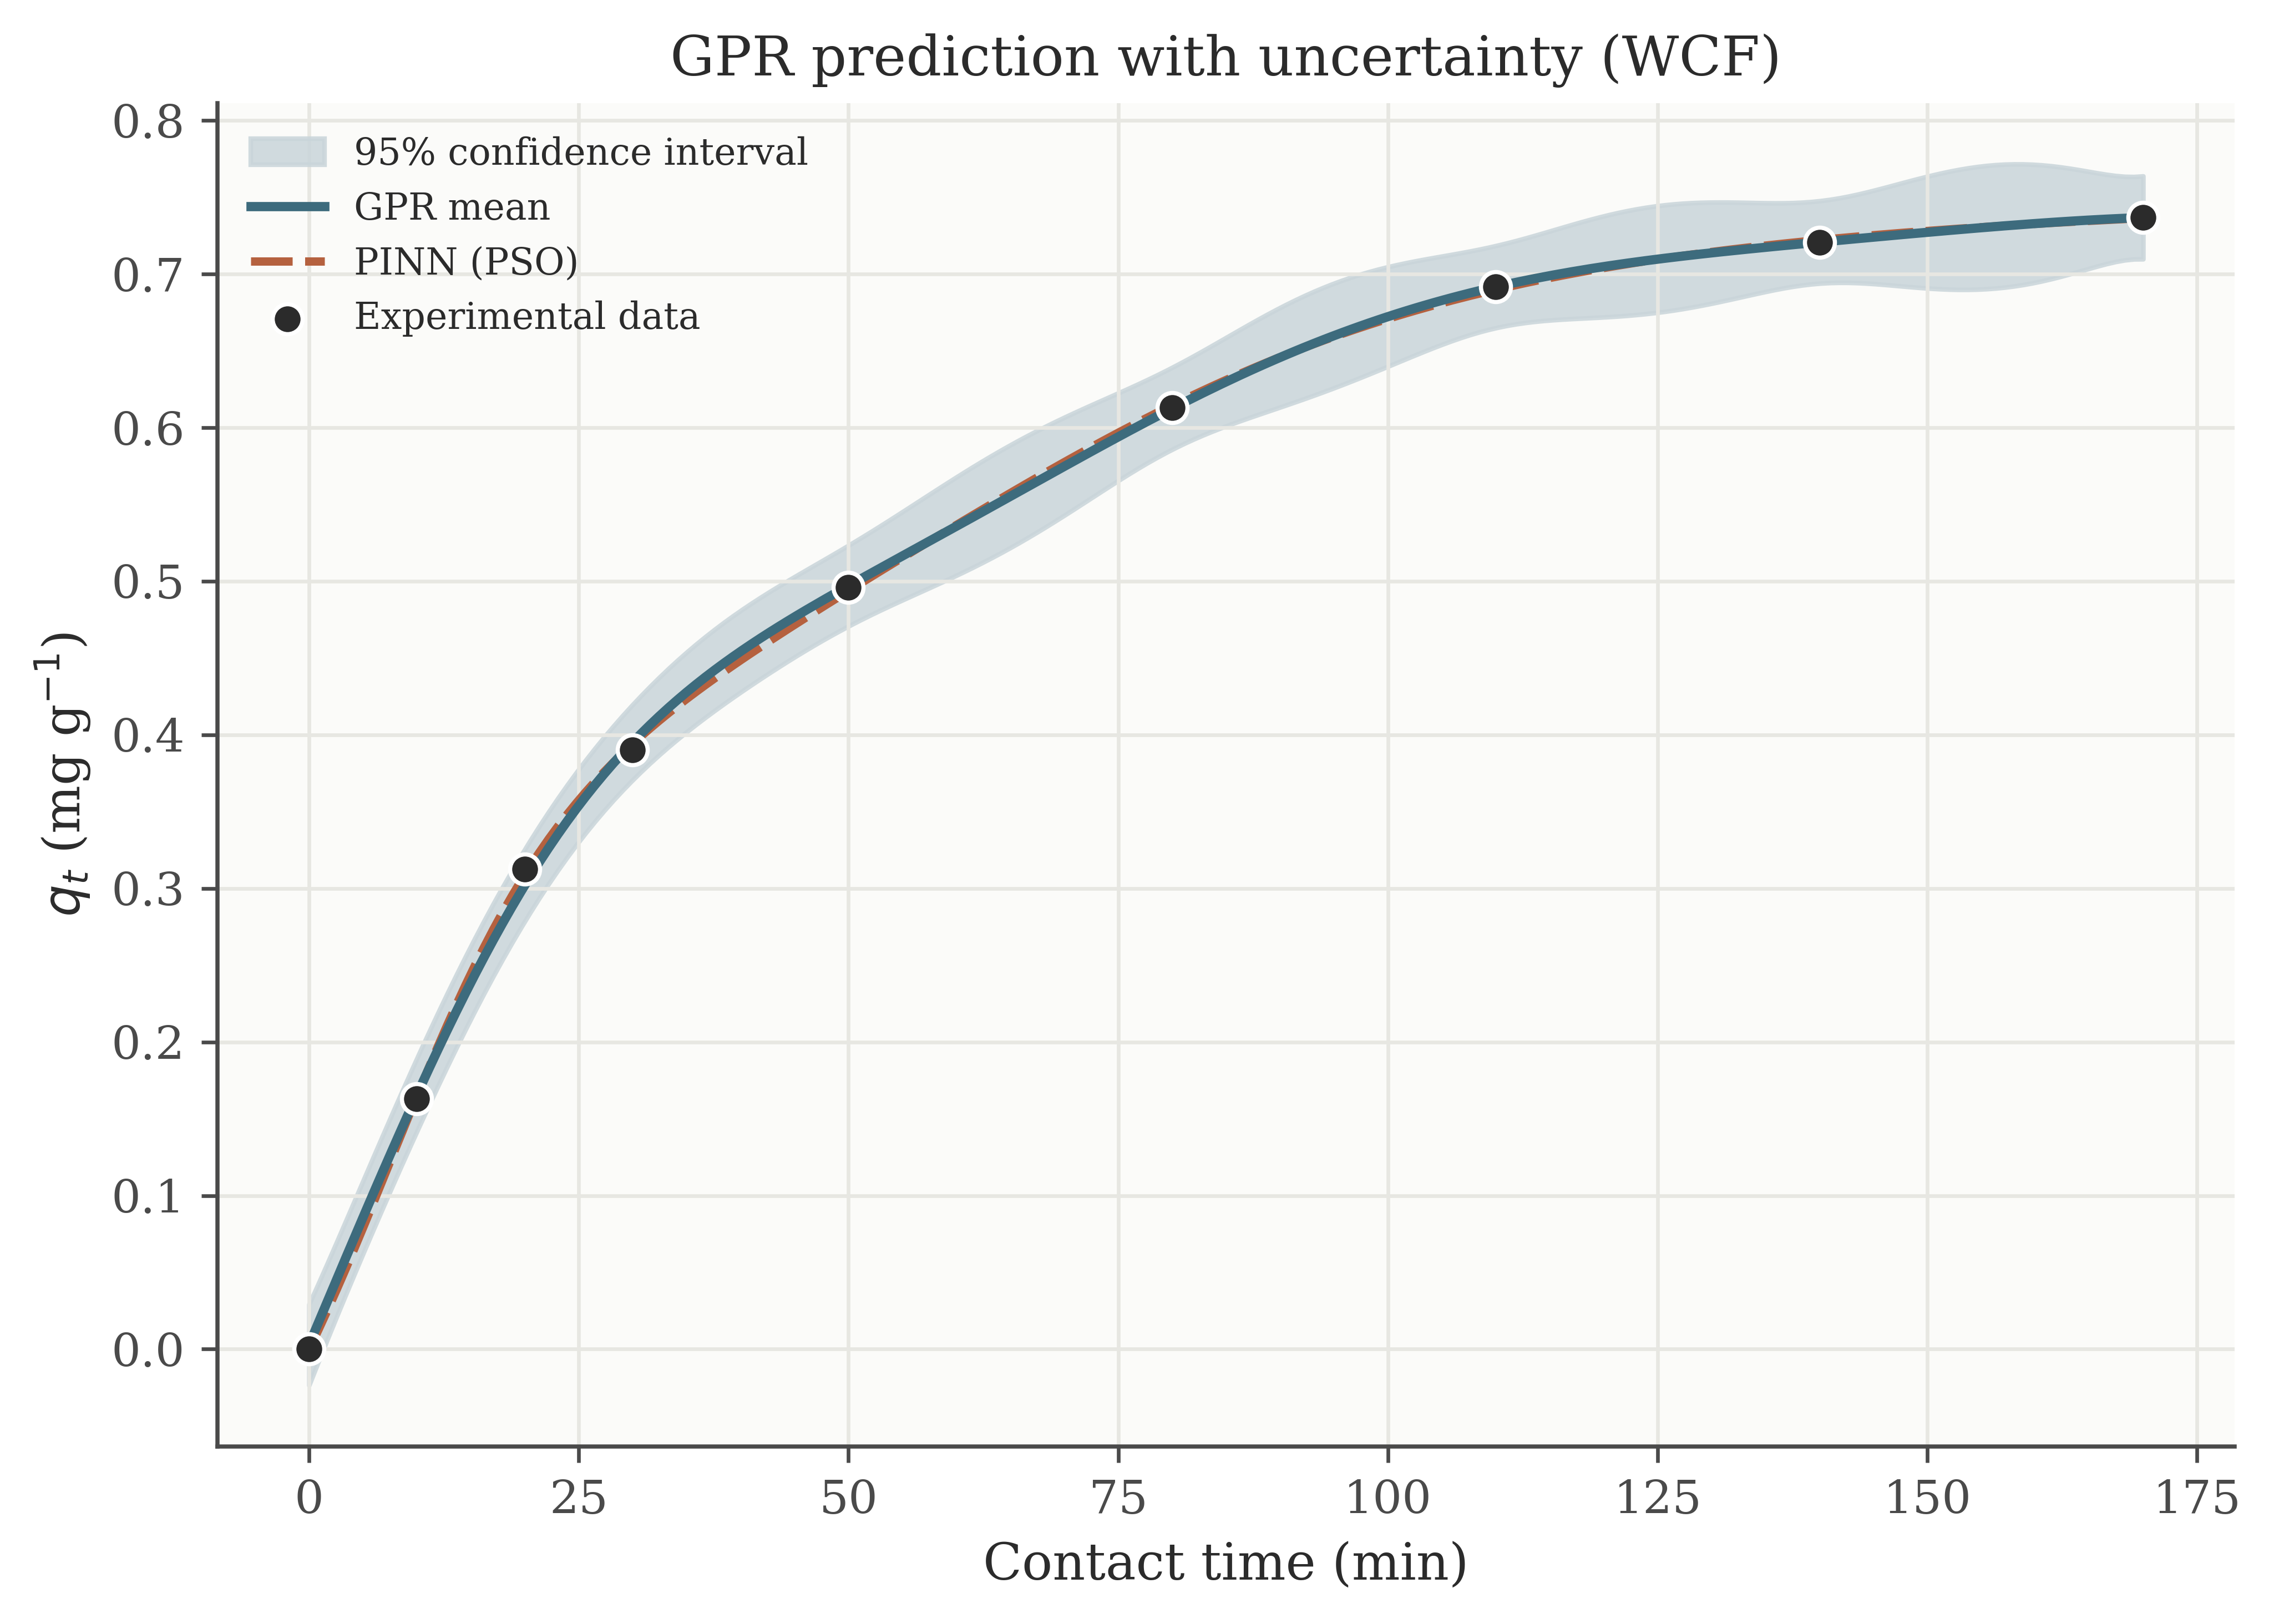 GPR prediction with uncertainty (WCF)
95% confidence interval
GPR mean
PINN (PSO)
Experimental data
0.8
0.7
0.6
0.5
0.4
0.3
0.2
0.1
0.0
q_t (mg g⁻¹)
0 25 50 75 100 125 150 175
Contact time (min)